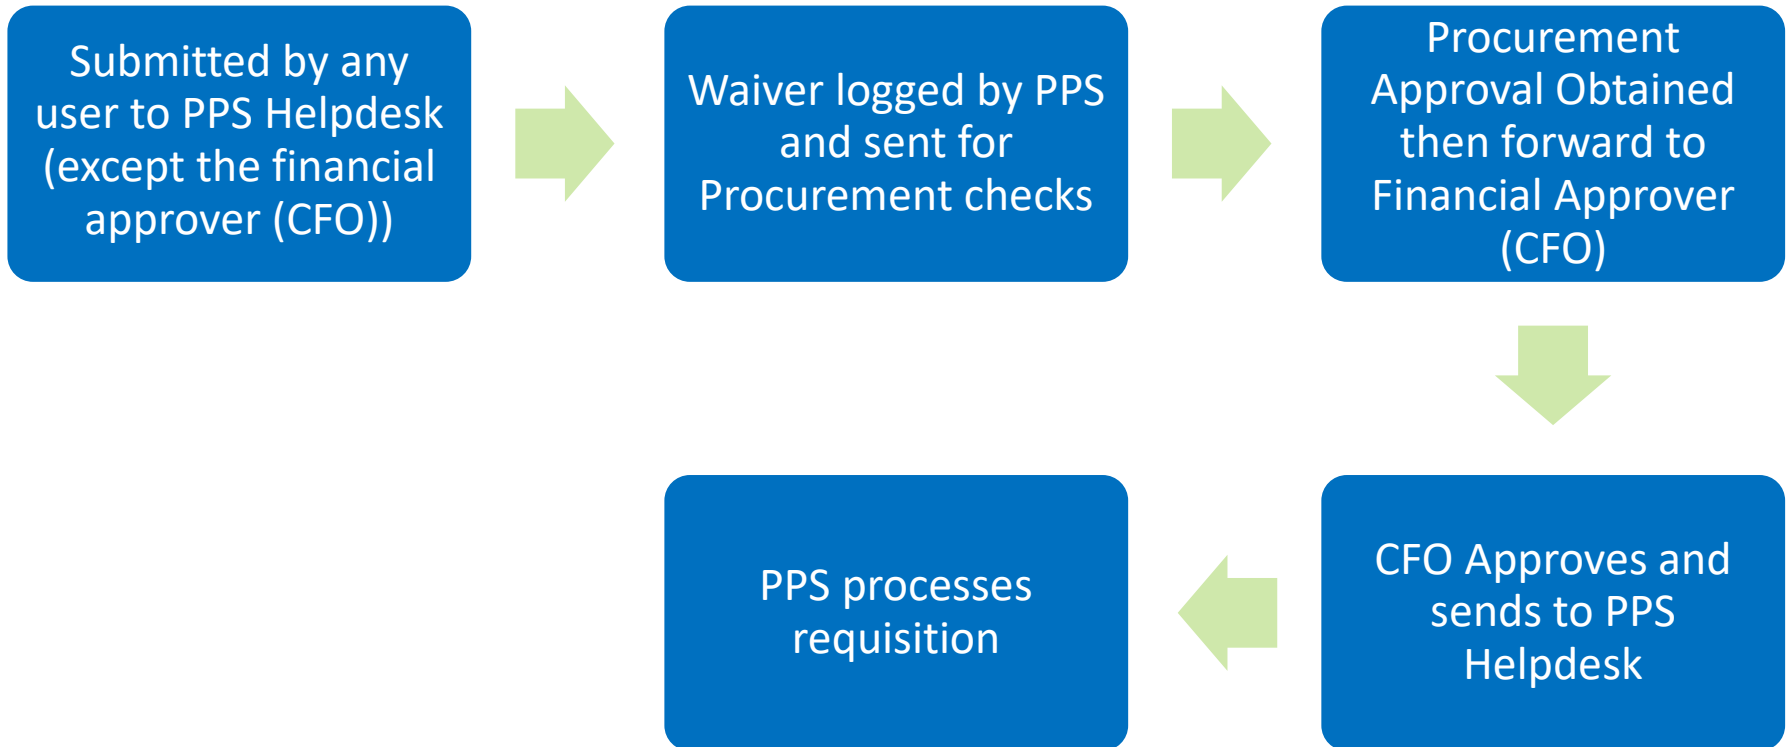 Submitted by any
user to PPS Helpdesk
(except the financial
approver (CFO))
Waiver logged by PPS
and sent for
Procurement checks
Procurement
Approval Obtained
then forward to
Financial Approver
(CFO)
CFO Approves and
sends to PPS
Helpdesk
PPS processes
requisition